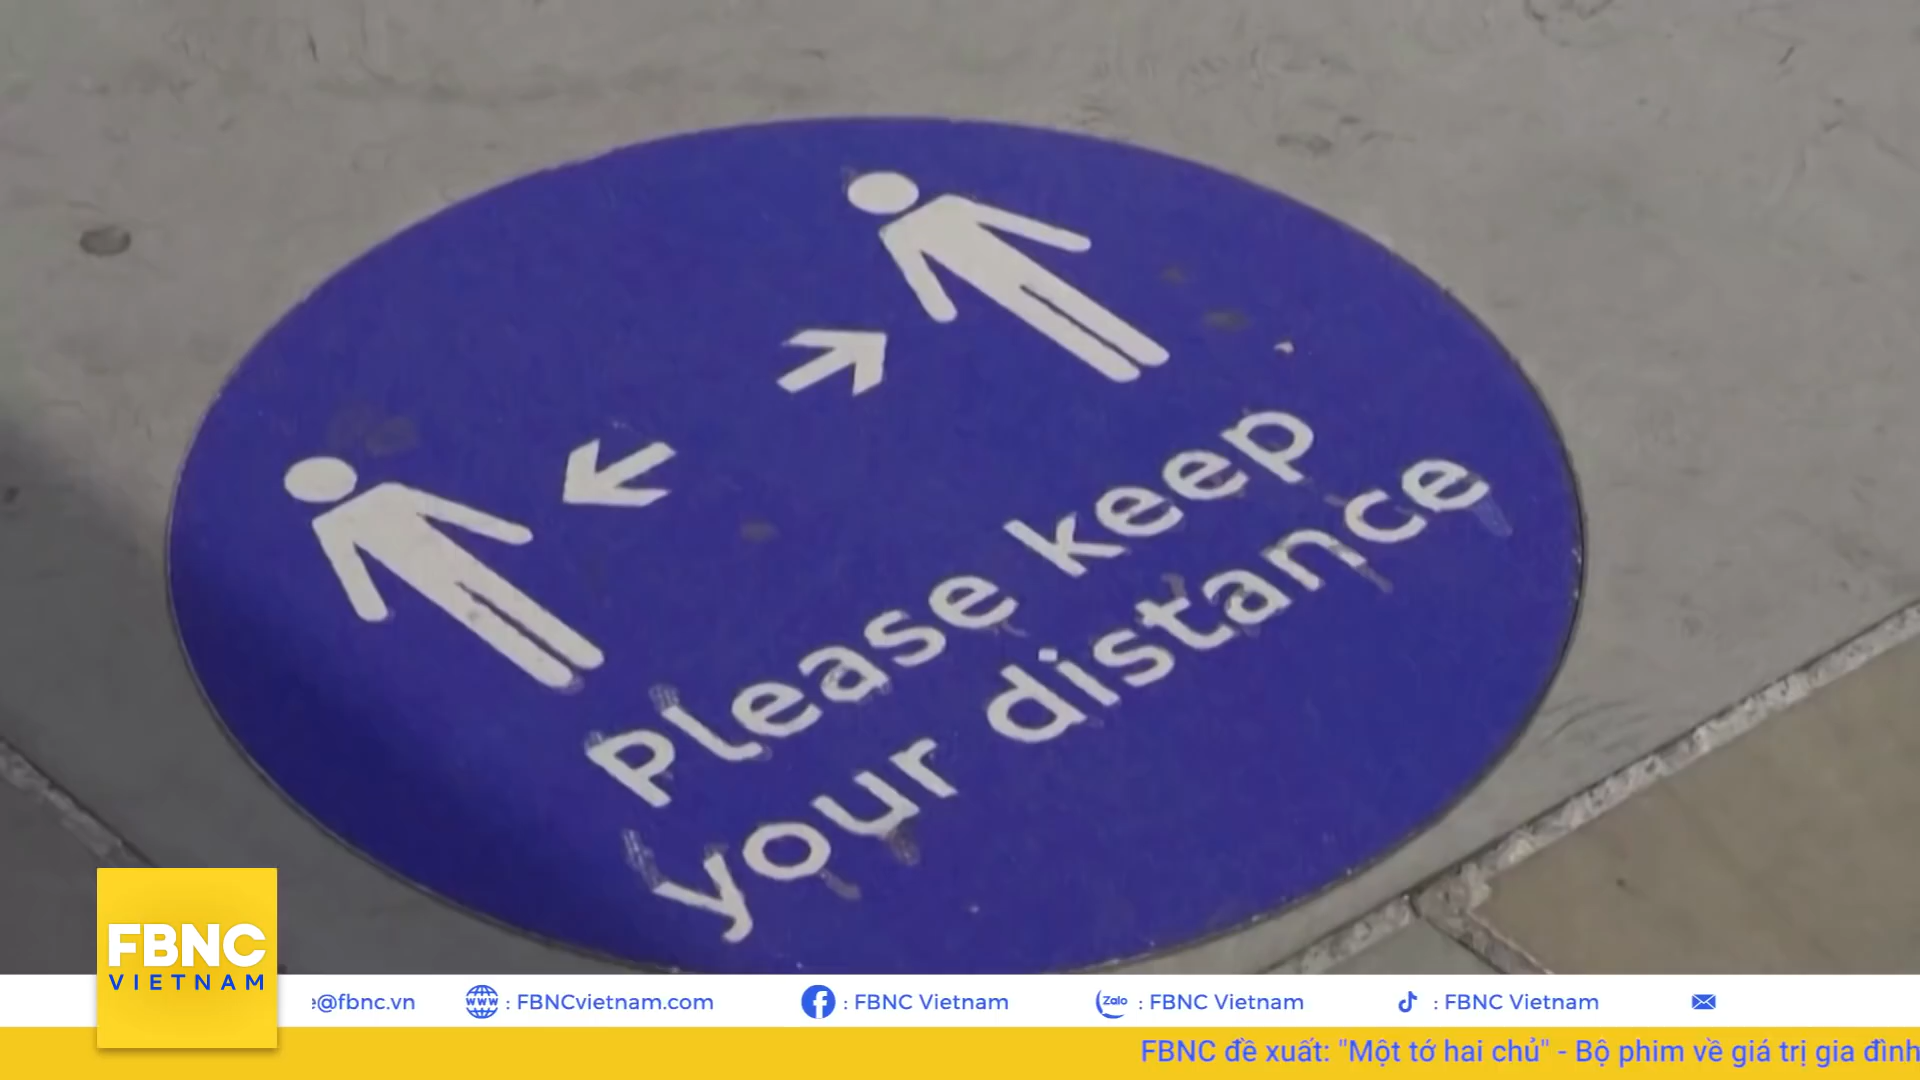 Please keep
your distance
FBNC
VIETNAM
e@fbnc.vn
www : FBNCvietnam.com
: FBNC Vietnam
Zalo : FBNC Vietnam
: FBNC Vietnam
FBNC đề xuất: "Một tớ hai chủ" - Bộ phim về giá trị gia đình